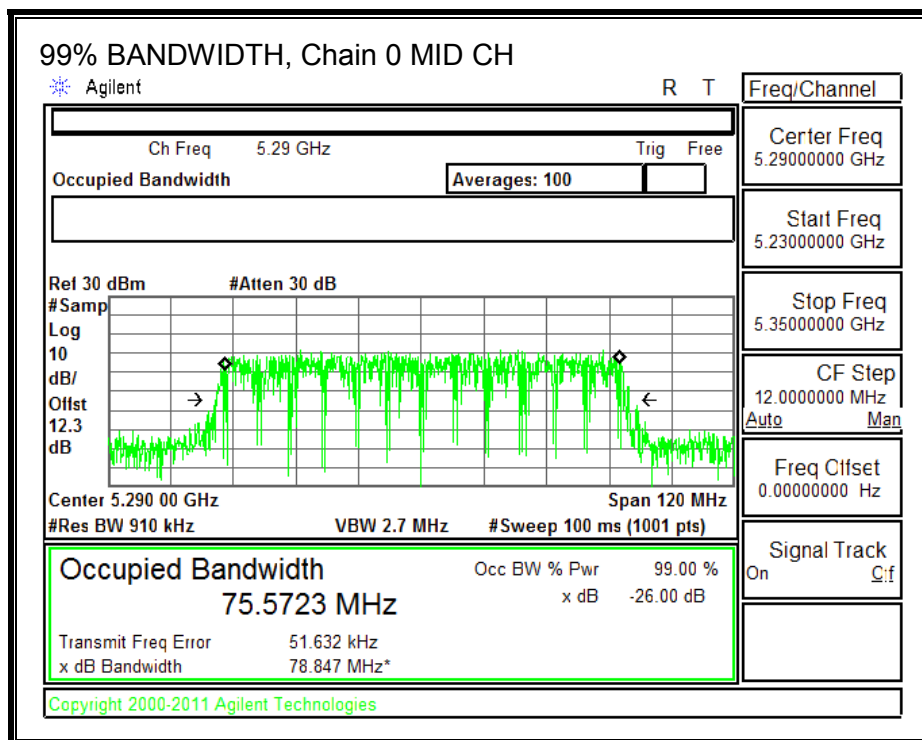 99% BANDWIDTH, Chain 0 MID CH
Agilent R T
Ch Freq 5.29 GHz Trig Free
Occupied Bandwidth Averages: 100
Ref 30 dBm #Atten 30 dB
#Samp
Log
10
dB/
Offst
12.3
dB
Center 5.290 00 GHz Span 120 MHz
#Res BW 910 kHz VBW 2.7 MHz #Sweep 100 ms (1001 pts)
Occupied Bandwidth Occ BW % Pwr 99.00 %
75.5723 MHz x dB -26.00 dB
Transmit Freq Error 51.632 kHz
x dB Bandwidth 78.847 MHz*
Copyright 2000-2011 Agilent Technologies
Freq/Channel
Center Freq
5.29000000 GHz
Start Freq
5.23000000 GHz
Stop Freq
5.35000000 GHz
CF Step
12.0000000 MHz
Auto Man
Freq Offset
0.00000000 Hz
Signal Track
On Off